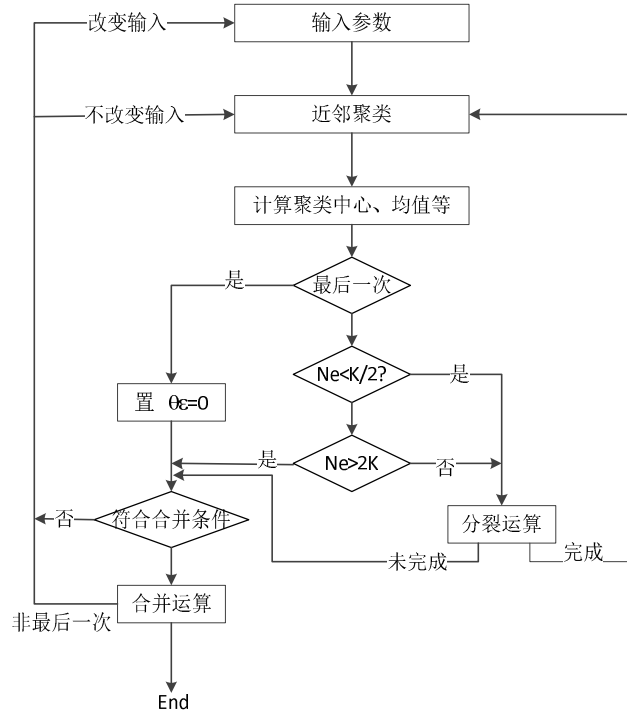 改变输入
输入参数
不改变输入
近邻聚类
计算聚类中心、均值等
是
最后一次
Ne<K/2?
是
置 θε=0
是
Ne>2K
否
否
符合合并条件
分裂运算
未完成
完成
合并运算
非最后一次
End